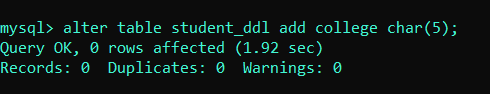 mysql> alter table student_ddl add college char(5);
Query OK, 0 rows affected (1.92 sec)
Records: 0  Duplicates: 0  Warnings: 0